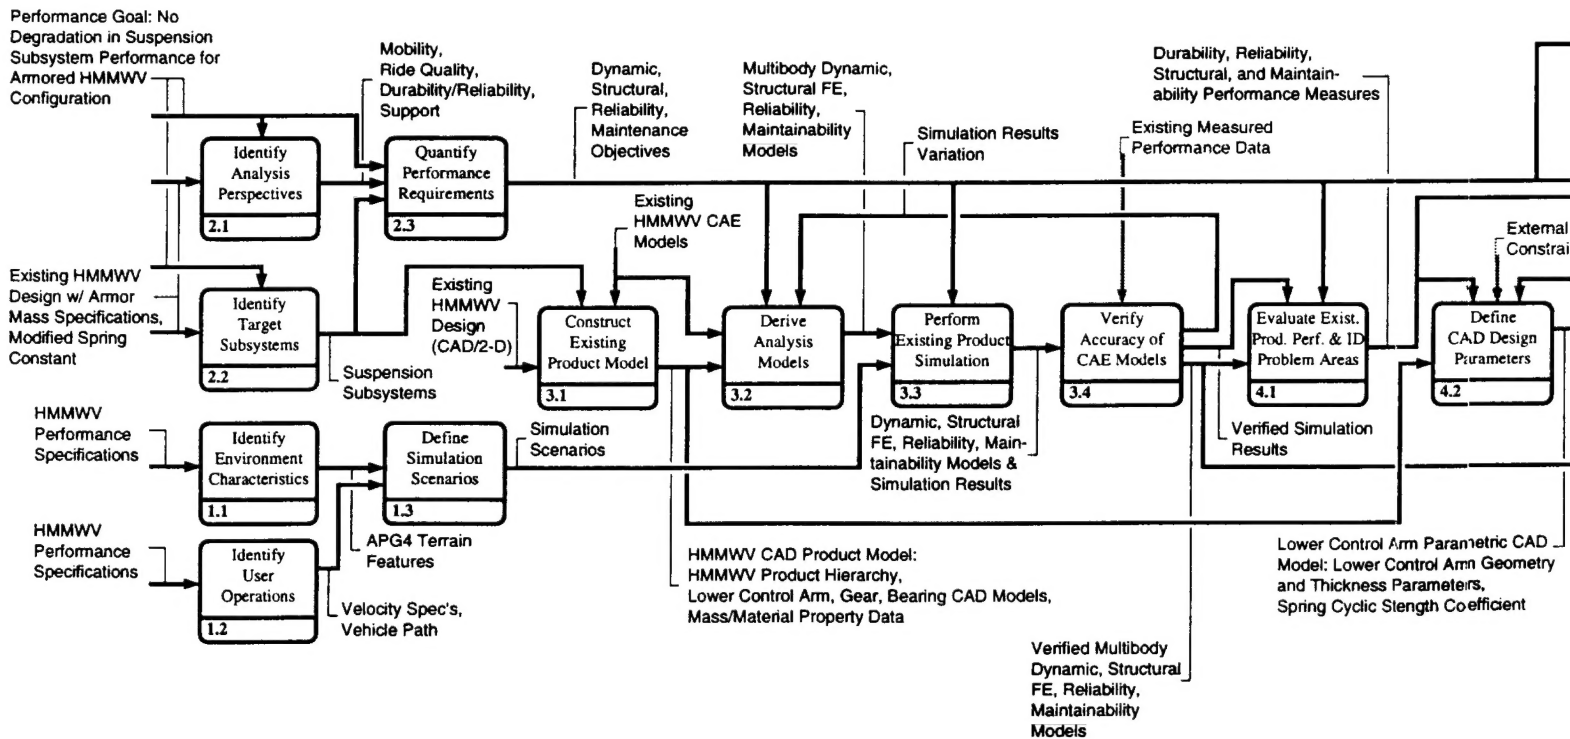 Performance Goal: No
Degradation in Suspension
Subsystem Performance for
Armored HMMWV
Configuration
Mobility,
Ride Quality,
Durability/Reliability,
Support
Dynamic,
Structural,
Reliability,
Maintenance
Objectives
Multibody Dynamic,
Structural FE,
Reliability,
Maintainability
Models
Simulation Results
Variation
Existing Measured
Performance Data
Durability, Reliability,
Structural, and Maintain-
ability Performance Measures
Identify
Analysis
Perspectives
2.1
Quantify
Performance
Requirements
2.3
Existing
HMMWV CAE
Models
External
Constrai
Existing HMMWV
Design w/ Armor
Mass Specifications,
Modified Spring
Constant
Identify
Target
Subsystems
2.2
Suspension
Subsystems
Existing
HMMWV
Design
(CAD/2-D)
Construct
Existing
Product Model
3.1
Derive
Analysis
Models
3.2
Perform
Existing Product
Simulation
3.3
Verify
Accuracy of
CAE Models
3.4
Evaluate Exist.
Prod. Perf. & ID
Problem Areas
4.1
Define
CAD Design
Parameters
4.2
HMMWV
Performance
Specifications
Identify
Environment
Characteristics
1.1
Define
Simulation
Scenarios
1.3
Simulation
Scenarios
Dynamic, Structural
FE, Reliability, Main-
tainability Models &
Simulation Results
Verified Simulation
Results
HMMWV
Performance
Specifications
Identify
User
Operations
1.2
APG4 Terrain
Features
Velocity Spec's,
Vehicle Path
HMMWV CAD Product Model:
HMMWV Product Hierarchy,
Lower Control Arm, Gear, Bearing CAD Models,
Mass/Material Property Data
Lower Control Arm Parametric CAD
Model: Lower Control Arm Geometry
and Thickness Parameters,
Spring Cyclic Stength Coefficient
Verified Multibody
Dynamic, Structural
FE, Reliability,
Maintainability
Models